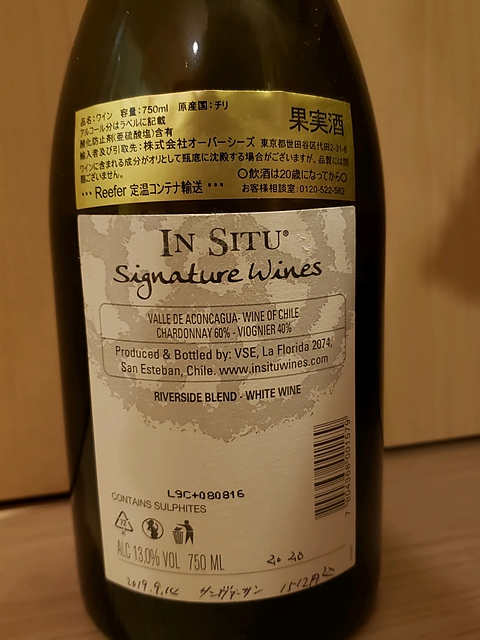 品名:ワイン 容量:750ml 原産国:チリ
アルコール分はラベルに記載
果実酒
酸化防止剤(亜硫酸塩)含有
輸入者及び引取先:株式会社オーバーシーズ 東京都世田谷区代田2-31-8
ワインに含まれる成分がオリとして瓶底に沈殿する場合がございますが、品質には問
題ございません。 〇飲酒は20歳になってから〇
••• Reefer 定温コンテナ輸送 ••• お客様相談室:0120-522-582
IN SITU®
Signature Wines
VALLE DE ACONCAGUA- WINE OF CHILE
CHARDONNAY 60% - VIOGNIER 40%
Produced & Bottled by: VSE, La Florida 2074,
San Esteban, Chile. www.insituwines.com
RIVERSIDE BLEND - WHITE WINE
L9C+080816
CONTAINS SULPHITES
ALC 13,0% VOL 750 ML
2020
2019.9.14